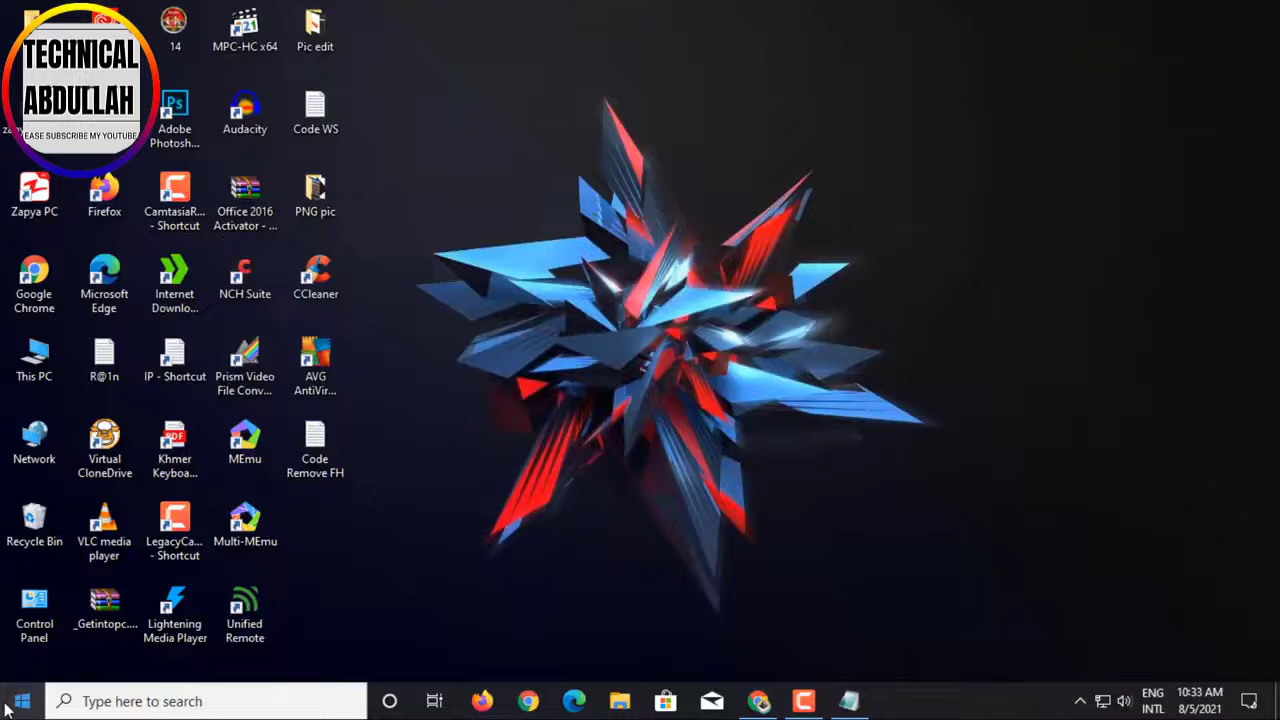 TECHNICAL
ABDULLAH
EASE SUBSCRIBE MY YOUTUBE
14
MPC-HC x64
Pic edit
Adobe
Photosh...
Audacity
Code WS
Zapya PC
Firefox
CamtasiaR...
- Shortcut
Office 2016
Activator - ...
PNG pic
Google
Chrome
Microsoft
Edge
Internet
Downlo...
NCH Suite
CCleaner
This PC
R@1n
IP - Shortcut
Prism Video
File Conv...
AVG
AntiVir...
Network
Virtual
CloneDrive
Khmer
Keyboa...
MEmu
Code
Remove FH
Recycle Bin
VLC media
player
LegacyCa...
- Shortcut
Multi-MEmu
Control
Panel
_Getintopc....
Lightening
Media Player
Unified
Remote
Type here to search
ENG
INTL
10:33 AM
8/5/2021